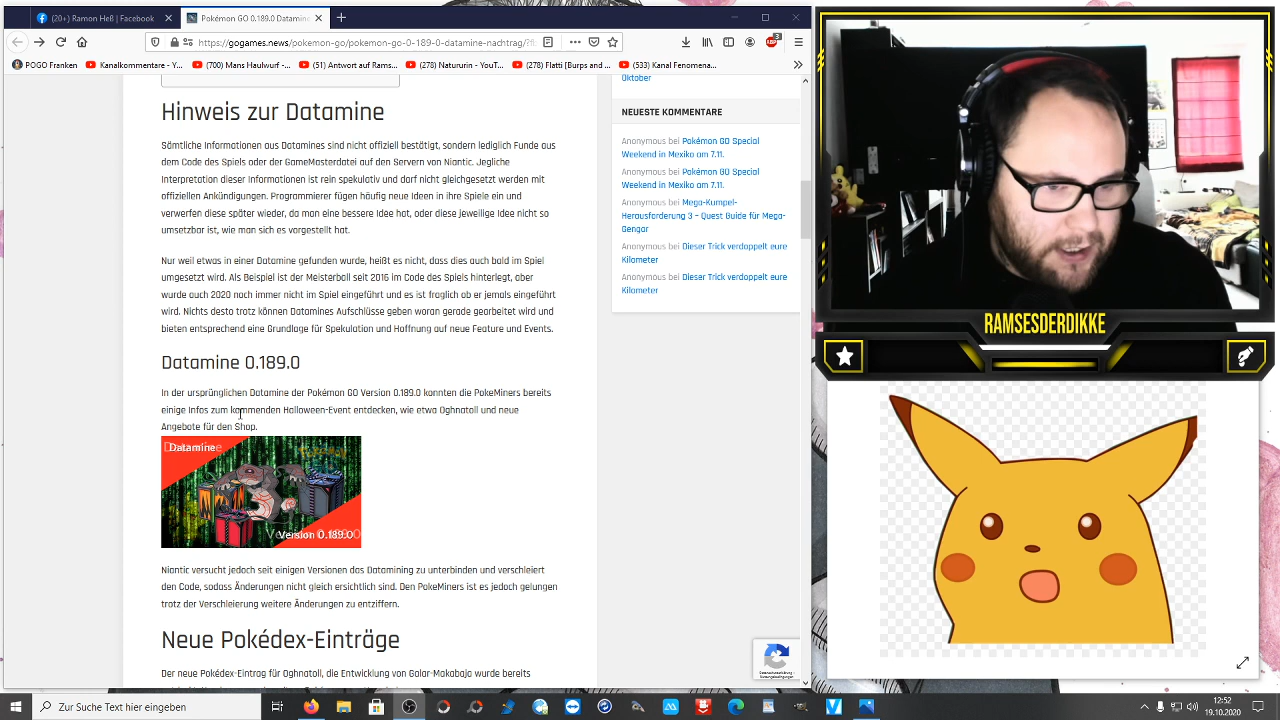 (20+) Ramon Heß | Facebook
Pokémon GO 0.189.0 Datamine
https://gogames.news/pokemon-go/pokemon-go-0-189-0-datamine-nachtrag/?f
3
POGO Franken
Kanalkommentare - Y...
(700) Mans Haulwurf -...
(51) Antwort auf Rams...
(278) Natururin - YouT...
(278) Flatti [Burps and ...
(533) Kanal Fenomena...
Hinweis zur Datamine
Sämtliche Informationen aus Datamines sind nicht offiziell bestätigt, sondern lediglich Funde aus
dem Code des Spiels oder der GameMasterdatei auf den Servern von Niantic. Jegliche
Interpretation dieser Informationen ist rein spekulativ und darf nicht gleichgesetzt werden mit
offiziellen Ankündigungen. Programmierer fügen häufig neue Ideen in ihre Spiele ein und
verwerfen diese später wieder, da man eine bessere Idee hat, oder diese jeweilige Idee nicht so
umsetzbar ist, wie man sich es vorgestellt hat.
Nur weil etwas in einer Datamine gefunden wurde, heißt es nicht, dass dies auch bald im Spiel
umgesetzt wird. Als Beispiel ist der Meisterball seit 2016 im Code des Spiels hinterlegt, aber
wurde auch 2020 noch immer nicht im Spiel eingeführt und es ist fraglich ob er jemals eingeführt
wird. Nichts desto trotz können Datamines Aufschlüsse geben woran gerade gearbeitet wird und
bieten entsprechend eine Grundlage für Spekulation und Hoffnung auf neue Feature und Events.
Datamine 0.189.0
In der ursprünglichen Datamine der Pokémon GO Version 0.189.0 konnten die PokeMiners bereits
einige Infos zum kommenden Halloween-Event entdecken, wie etwa Oghnatoll und neue
Angebote für den Shop.
Datamine
Version 0.189.0
Niantic versucht jedoch seit einigen Versionen das Datamining zu unterbinden und verschleiert
den Code, sodass Änderungen nicht gleich ersichtlich sind. Den PokeMiners ist es jedoch gelungen
trotz der Verschleierung weitere Änderungen zu entziffern.
Neue Pokédex-Einträge
Der neue Pokédex-Eintrag für Oghnatoll, die Entwicklung von Galar-Makabaja wurde bereits
Oktober
NEUESTE KOMMENTARE
Anonymous bei Pokémon GO Special
Weekend in Mexiko am 7.11.
Anonymous bei Pokémon GO Special
Weekend in Mexiko am 7.11.
Anonymous bei Mega-Kumpel-
Herausforderung 3 – Quest Guide für Mega-
Gengar
Anonymous bei Dieser Trick verdoppelt eure
Kilometer
Anonymous bei Dieser Trick verdoppelt eure
Kilometer
RAMSESDERDIKKE
Zur Suche Text hier eingeben
12:52
19.10.2020